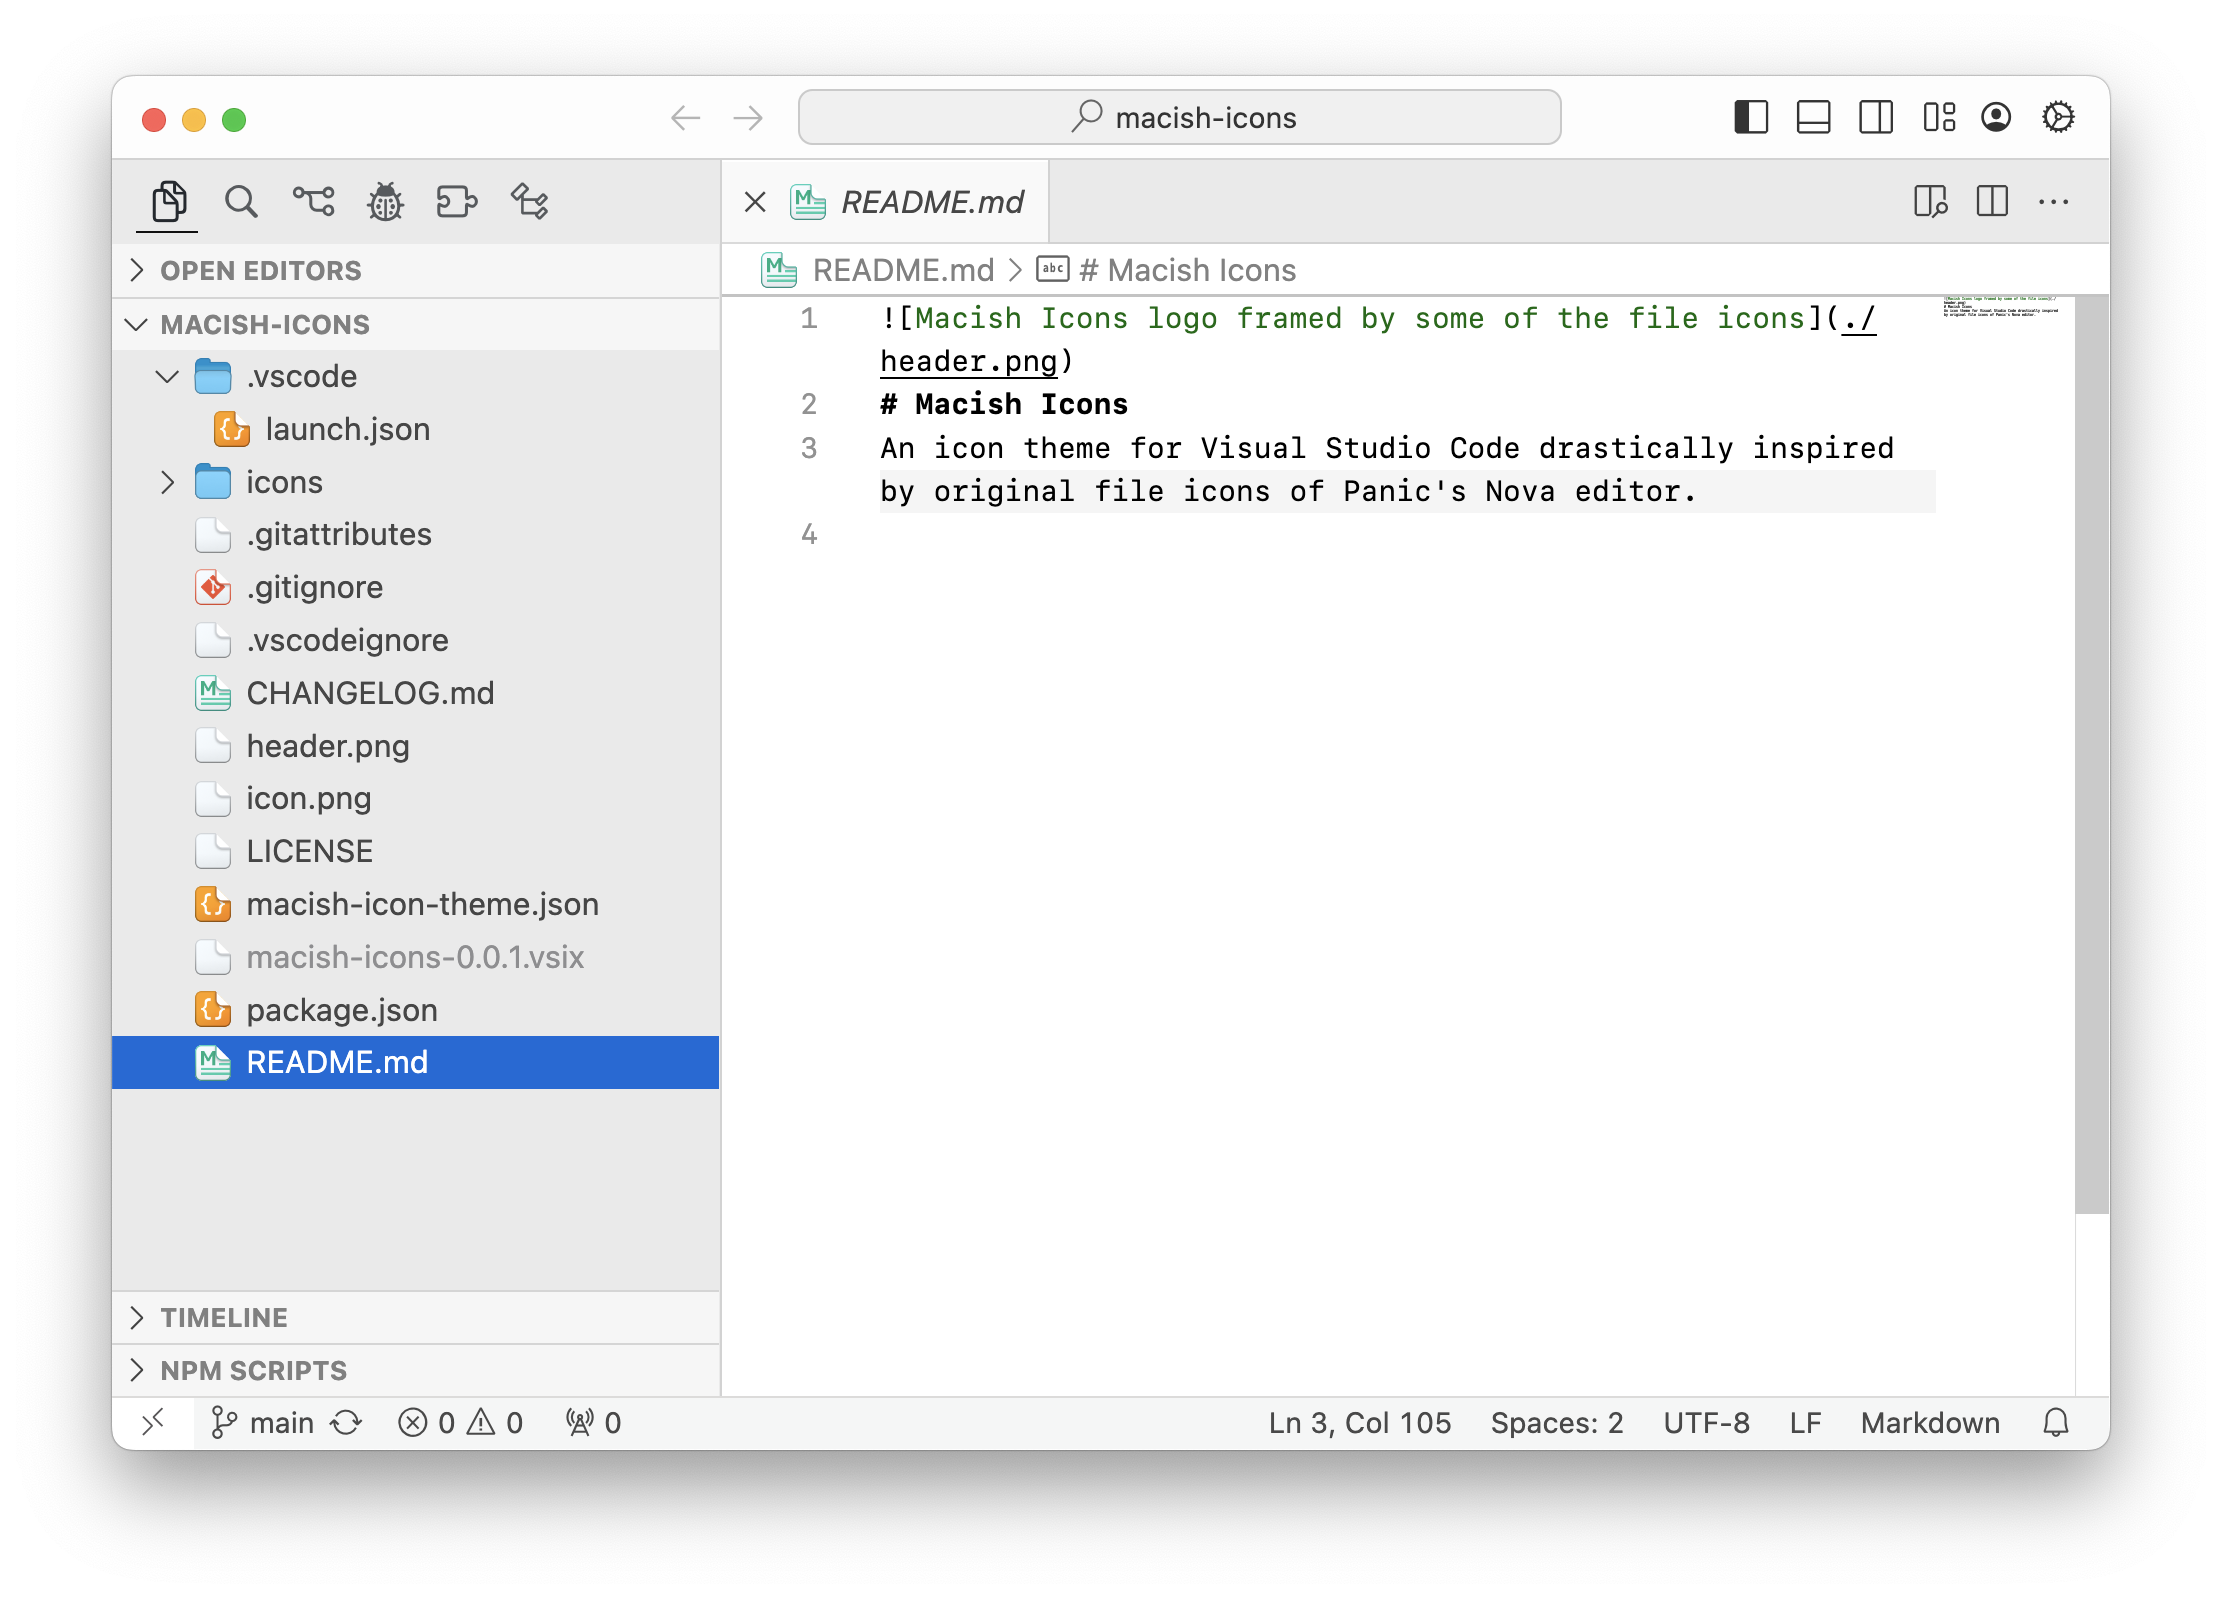 macish-icons
README.md
OPEN EDITORS
README.md > abc # Macish Icons
MACISH-ICONS
.vscode
launch.json
icons
.gitattributes
.gitignore
.vscodeignore
CHANGELOG.md
header.png
icon.png
LICENSE
macish-icon-theme.json
macish-icons-0.0.1.vsix
package.json
README.md
TIMELINE
NPM SCRIPTS
1 ![Macish Icons logo framed by some of the file icons](./
header.png)
2 # Macish Icons
3 An icon theme for Visual Studio Code drastically inspired
by original file icons of Panic's Nova editor.
4
main 0 0 0 Ln 3, Col 105 Spaces: 2 UTF-8 LF Markdown